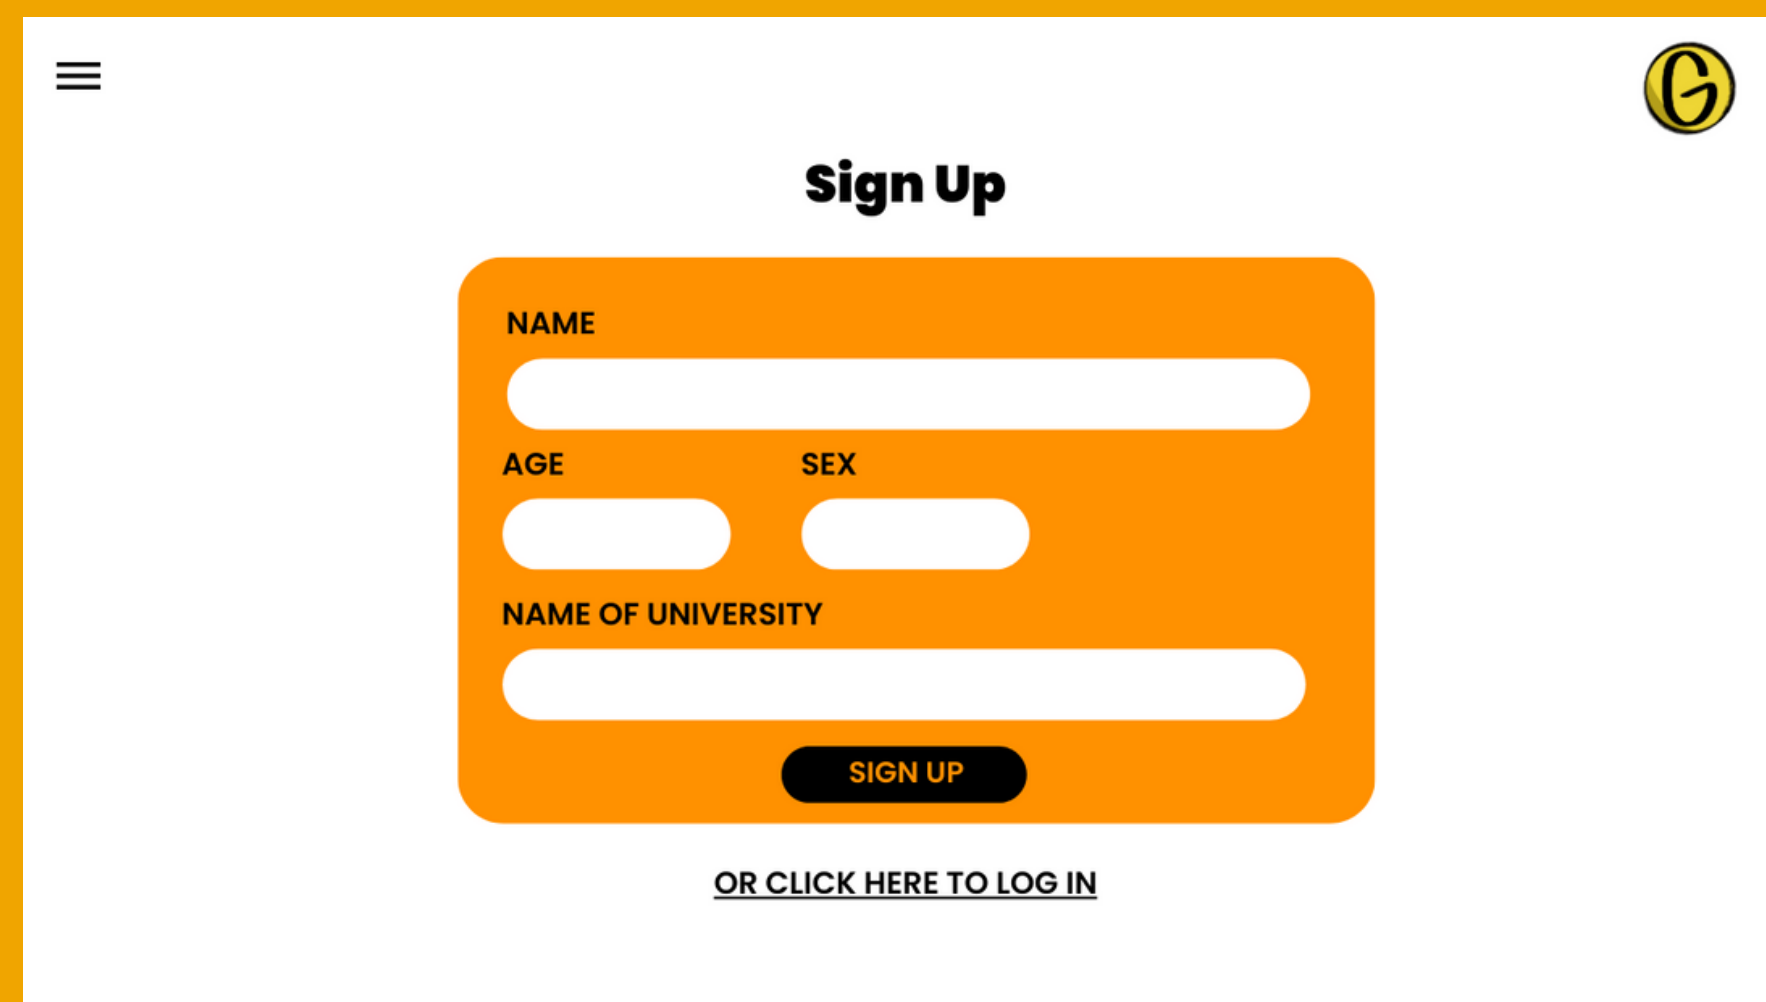 G
Sign Up
NAME
AGE SEX
NAME OF UNIVERSITY
SIGN UP
OR CLICK HERE TO LOG IN